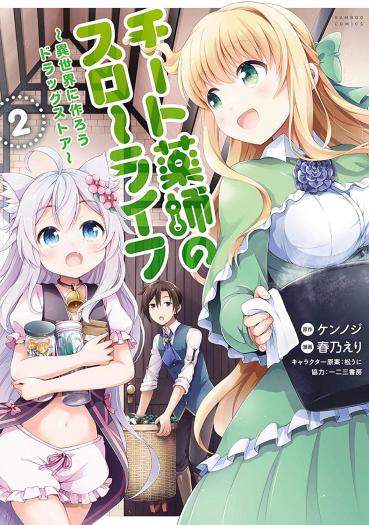 BAMBOO COMICS
チート薬師の
スローライフ
～異世界に作ろう
ドラッグストア～
2
原作 ケンノジ
漫画 春乃えり
キャラクター原案：松うに
協力：一二三書房